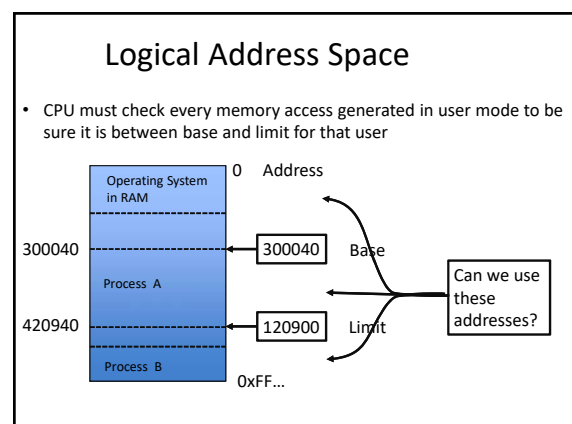 Logical Address Space
• CPU must check every memory access generated in user mode to be
sure it is between base and limit for that user
0 Address
Operating System
in RAM
300040
300040
Base
Can we use
these
addresses?
Process A
420940
120900
Limit
Process B
0xFF...